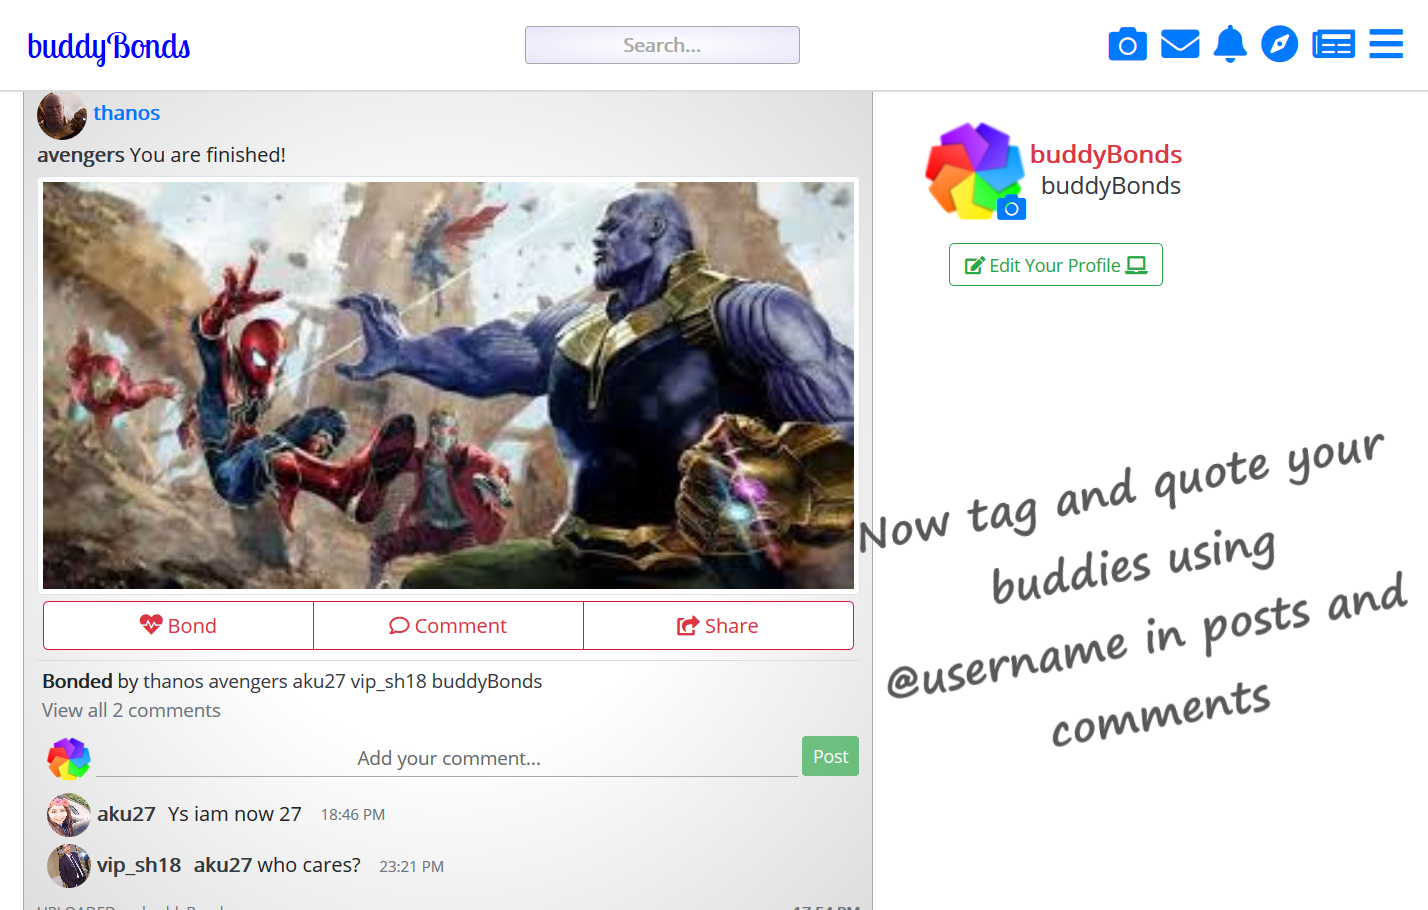 buddyBonds
Search...
thanos
avengers You are finished!
Bond
Comment
Share
Bonded by thanos avengers aku27 vip_sh18 buddyBonds
View all 2 comments
Add your comment...
Post
aku27 Ys iam now 27 18:46 PM
vip_sh18 aku27 who cares? 23:21 PM
buddyBonds
buddyBonds
Edit Your Profile
Now tag and quote your
buddies using
@username in posts and
comments